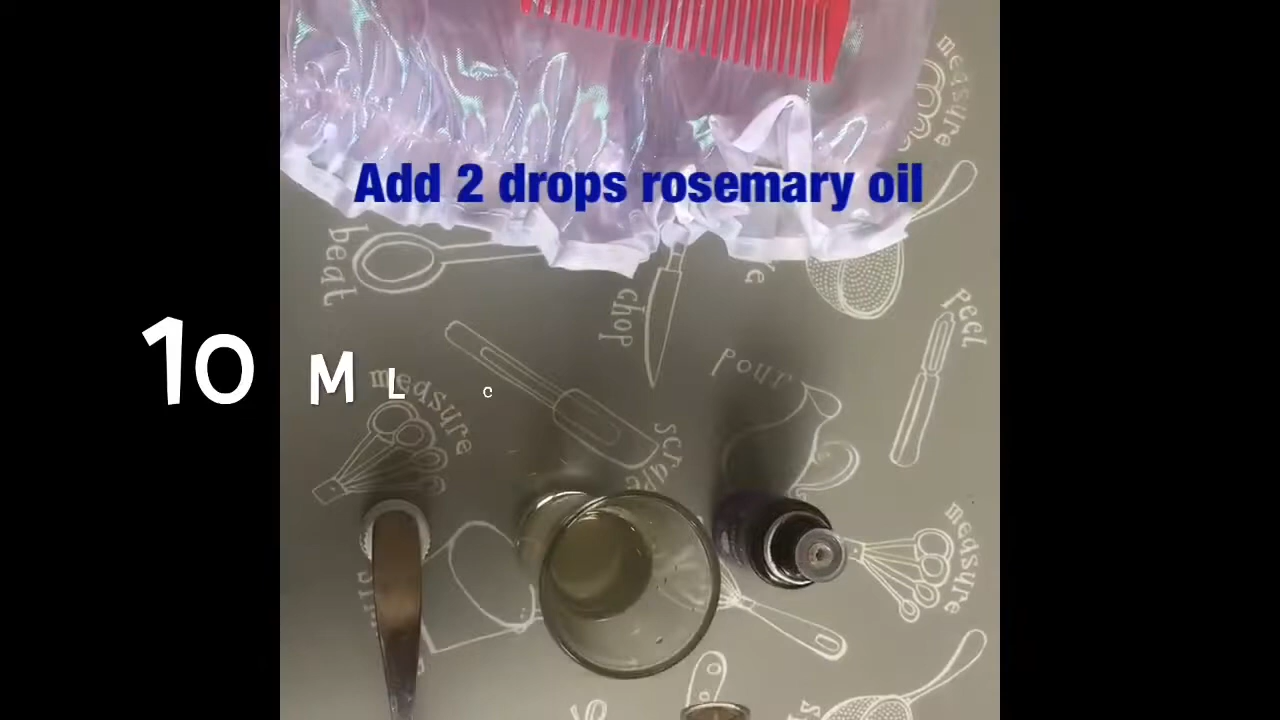 measure
Add 2 drops rosemary oil
beat
chop
peel
pour
10 ML c
measure
scrape
measure